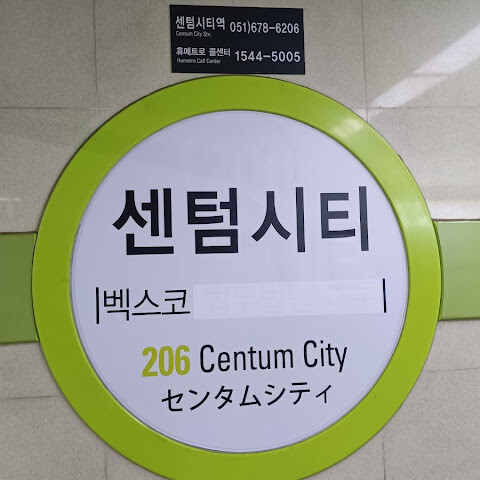 센텀시티역 051)678-6206
Centum City Stn.
휴메트로 콜센터 1544-5005
Humetro Call Center
센텀시티
|벡스코 |
206 Centum City
センタムシティ